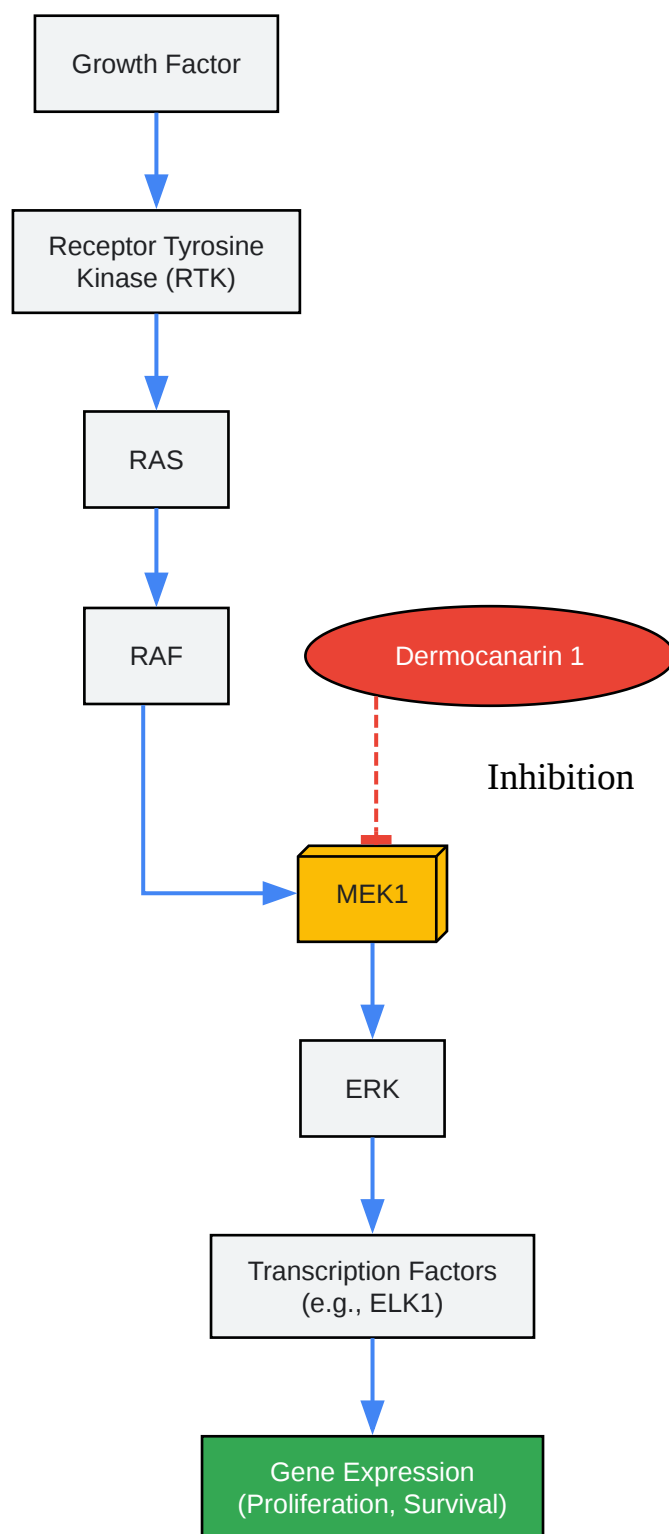 Growth Factor
Receptor Tyrosine
Kinase (RTK)
RAS
RAF
Dermocanarin 1
Inhibition
MEK1
ERK
Transcription Factors
(e.g., ELK1)
Gene Expression
(Proliferation, Survival)